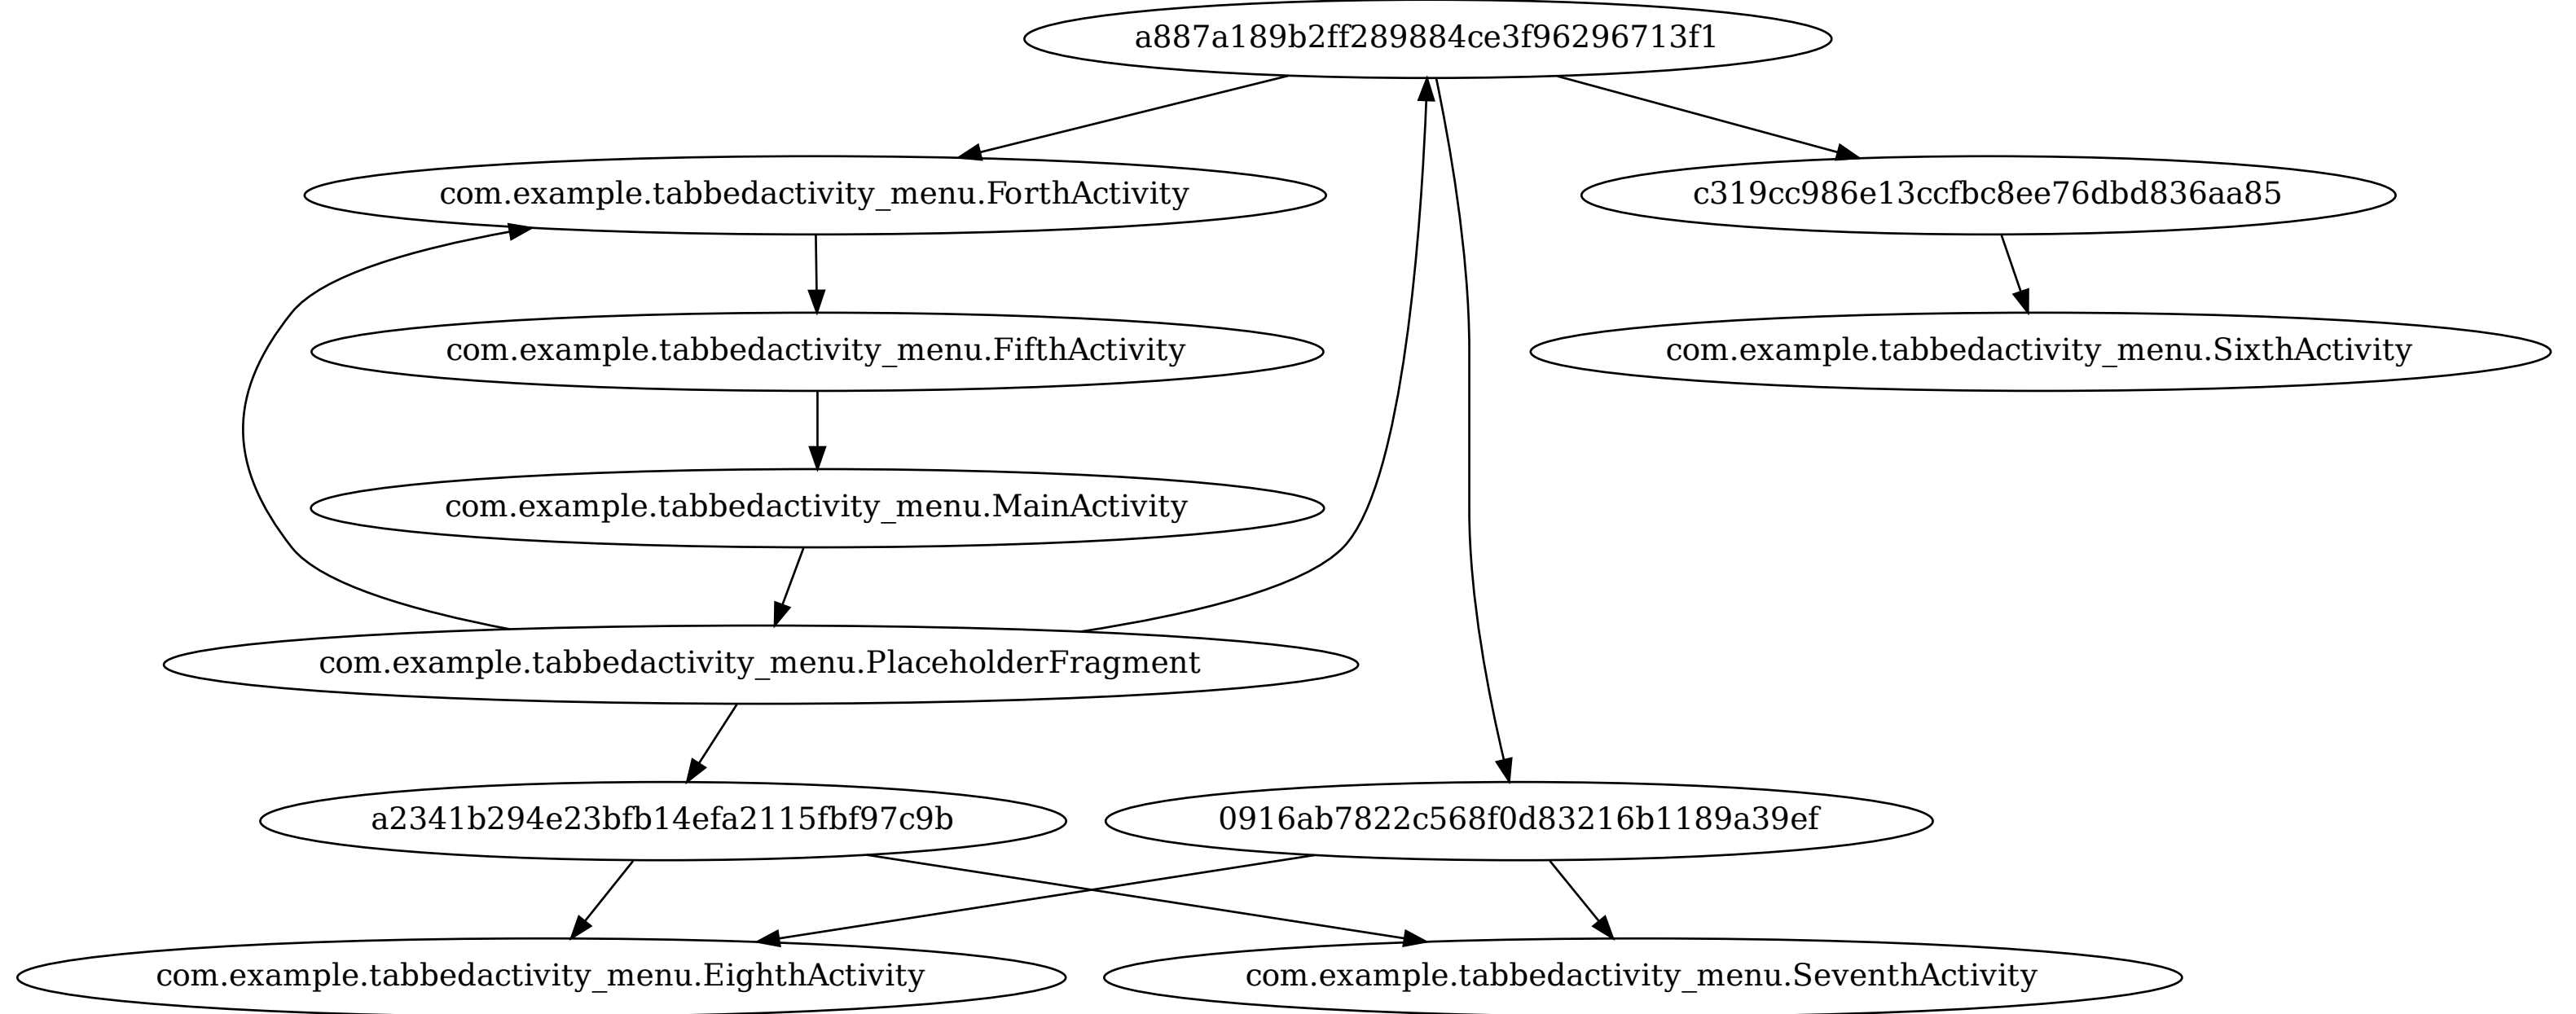 a887a189b2ff289884ce3f96296713f1
com.example.tabbedactivity_menu.ForthActivity
c319cc986e13ccfbc8ee76dbd836aa85
com.example.tabbedactivity_menu.FifthActivity
com.example.tabbedactivity_menu.SixthActivity
com.example.tabbedactivity_menu.MainActivity
com.example.tabbedactivity_menu.PlaceholderFragment
a2341b294e23bfb14efa2115fbf97c9b
0916ab7822c568f0d83216b1189a39ef
com.example.tabbedactivity_menu.EighthActivity
com.example.tabbedactivity_menu.SeventhActivity